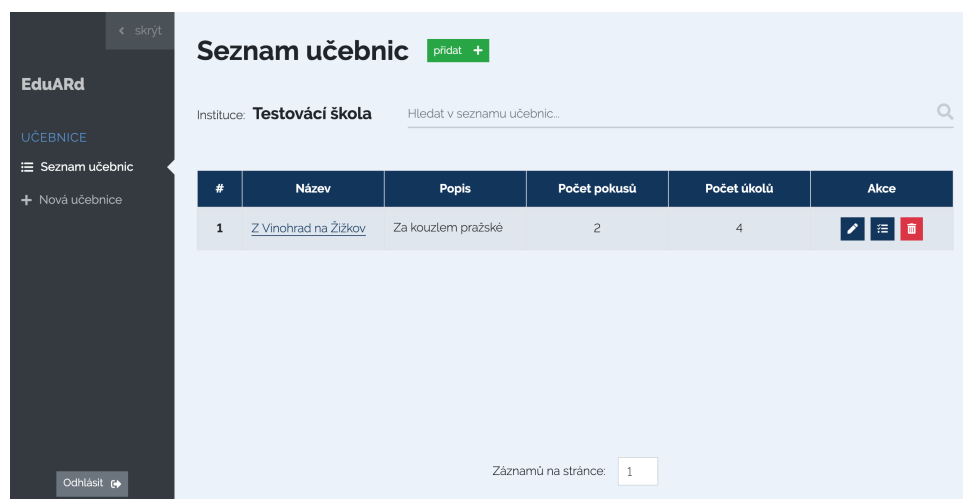 skrýt
EduARd
UČEBNICE
Seznam učebnic
Nová učebnice
Odhlásit
Seznam učebnic
přidat +
Instituce: Testovácí škola
Hledat v seznamu učebnic...
# Název Popis Počet pokusů Počet úkolů Akce
1 Z Vinohrad na Žižkov Za kouzlem pražské 2 4
Záznamů na stránce: 1